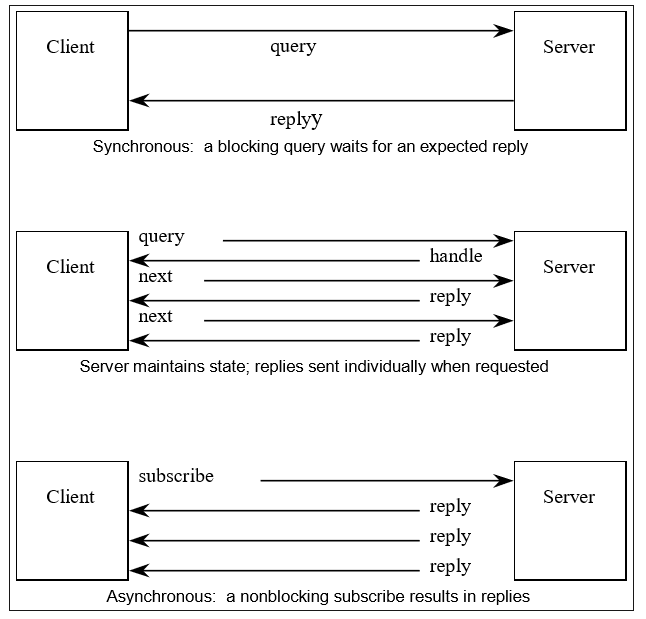 Client
Server
query
replyy
Synchronous: a blocking query waits for an expected reply
Client
Server
query
handle
next
reply
next
reply
Server maintains state; replies sent individually when requested
Client
Server
subscribe
reply
reply
reply
Asynchronous: a nonblocking subscribe results in replies